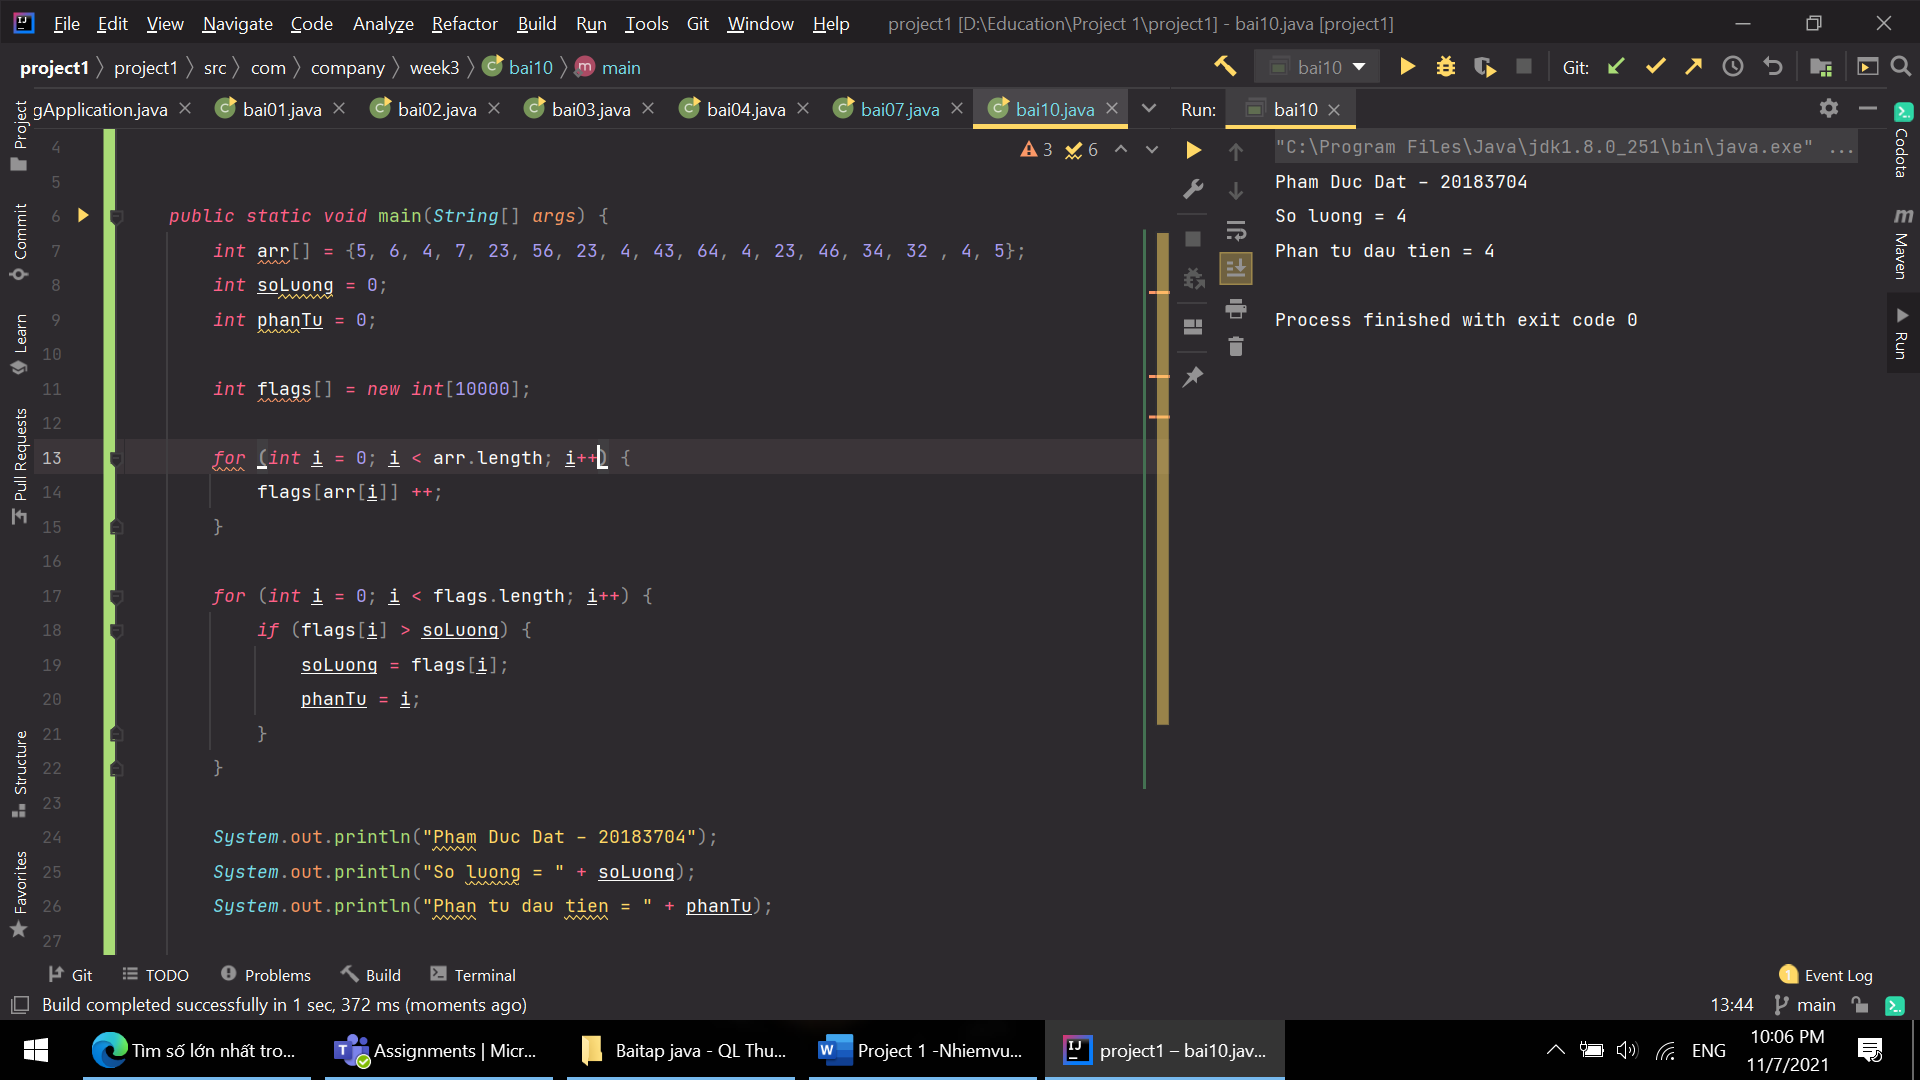 File Edit View Navigate Code Analyze Refactor Build Run Tools Git Window Help project1 [D:\Education\Project 1\project1] - bai10.java [project1]
project1 project1 src com company week3 bai10 main bai10 Git:
gApplication.java bai01.java bai02.java bai03.java bai04.java bai07.java bai10.java Run: bai10
Project
Commit
Learn
Pull Requests
Structure
Favorites
3 6
4
5
6 public static void main(String[] args) {
7 int arr[] = {5, 6, 4, 7, 23, 56, 23, 4, 43, 64, 4, 23, 46, 34, 32 , 4, 5};
8 int soLuong = 0;
9 int phanTu = 0;
10
11 int flags[] = new int[10000];
12
13 for (int i = 0; i < arr.length; i++) {
14 flags[arr[i]] ++;
15 }
16
17 for (int i = 0; i < flags.length; i++) {
18 if (flags[i] > soLuong) {
19 soLuong = flags[i];
20 phanTu = i;
21 }
22 }
23
24 System.out.println("Pham Duc Dat - 20183704");
25 System.out.println("So luong = " + soLuong);
26 System.out.println("Phan tu dau tien = " + phanTu);
27
"C:\Program Files\Java\jdk1.8.0_251\bin\java.exe" ...
Pham Duc Dat - 20183704
So luong = 4
Phan tu dau tien = 4
Process finished with exit code 0
Codota
m Maven
Run
Git TODO Problems Build Terminal 1 Event Log
Build completed successfully in 1 sec, 372 ms (moments ago) 13:44 main
Tìm số lớn nhất tro... Assignments | Micr... Baitap java - QL Thu... Project 1 -Nhiemvu... project1 – bai10.jav... ENG 10:06 PM
11/7/2021